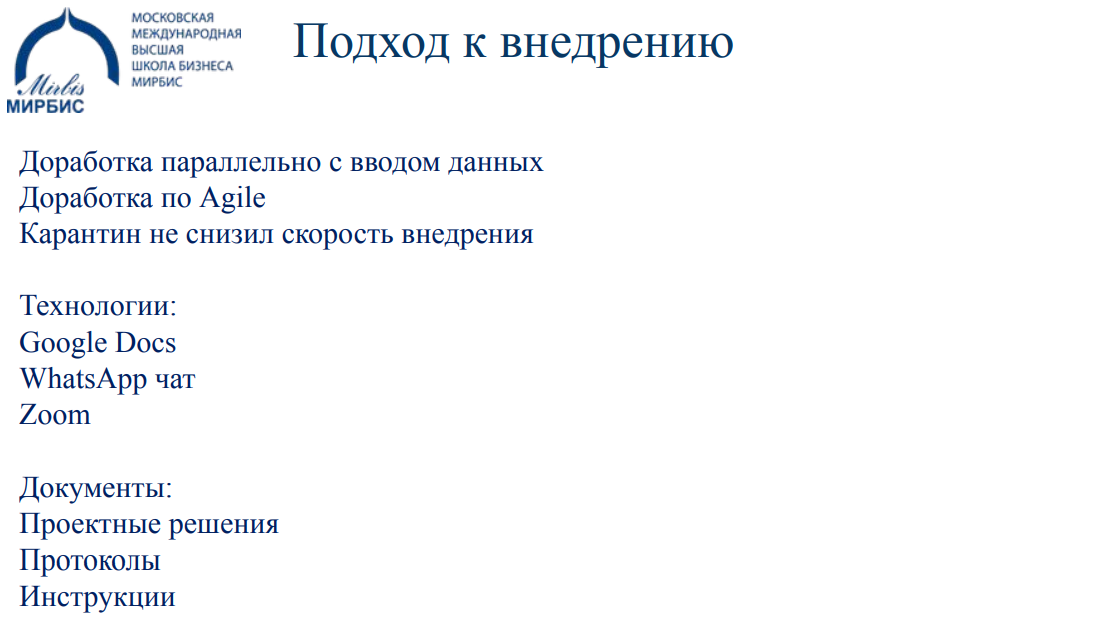 МОСКОВСКАЯ
МЕЖДУНАРОДНАЯ
ВЫСШАЯ
ШКОЛА БИЗНЕСА
МИРБИС
Mirbis
МИРБИС
Подход к внедрению
Доработка параллельно с вводом данных
Доработка по Agile
Карантин не снизил скорость внедрения
Технологии:
Google Docs
WhatsApp чат
Zoom
Документы:
Проектные решения
Протоколы
Инструкции